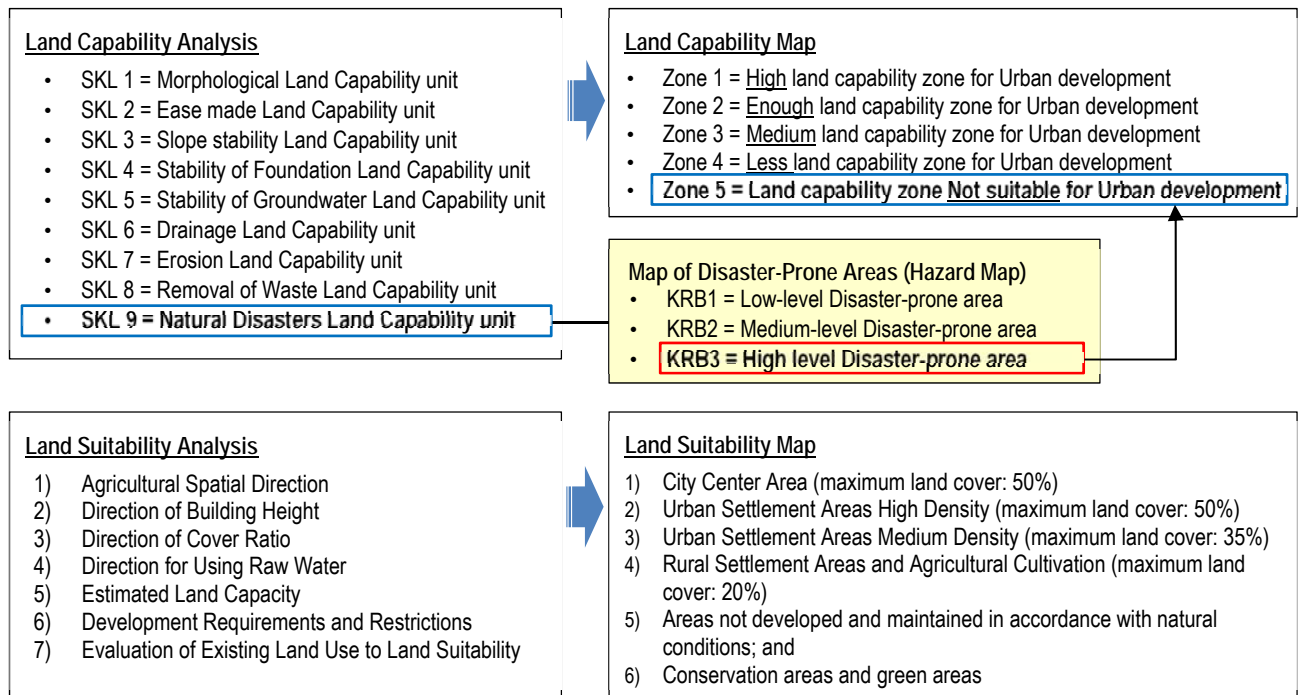 Land Capability Analysis
• SKL 1 = Morphological Land Capability unit
• SKL 2 = Ease made Land Capability unit
• SKL 3 = Slope stability Land Capability unit
• SKL 4 = Stability of Foundation Land Capability unit
• SKL 5 = Stability of Groundwater Land Capability unit
• SKL 6 = Drainage Land Capability unit
• SKL 7 = Erosion Land Capability unit
• SKL 8 = Removal of Waste Land Capability unit
• SKL 9 = Natural Disasters Land Capability unit
Land Capability Map
• Zone 1 = High land capability zone for Urban development
• Zone 2 = Enough land capability zone for Urban development
• Zone 3 = Medium land capability zone for Urban development
• Zone 4 = Less land capability zone for Urban development
• Zone 5 = Land capability zone Not suitable for Urban development
Map of Disaster-Prone Areas (Hazard Map)
• KRB1 = Low-level Disaster-prone area
• KRB2 = Medium-level Disaster-prone area
• KRB3 = High level Disaster-prone area
Land Suitability Analysis
1) Agricultural Spatial Direction
2) Direction of Building Height
3) Direction of Cover Ratio
4) Direction for Using Raw Water
5) Estimated Land Capacity
6) Development Requirements and Restrictions
7) Evaluation of Existing Land Use to Land Suitability
Land Suitability Map
1) City Center Area (maximum land cover: 50%)
2) Urban Settlement Areas High Density (maximum land cover: 50%)
3) Urban Settlement Areas Medium Density (maximum land cover: 35%)
4) Rural Settlement Areas and Agricultural Cultivation (maximum land
cover: 20%)
5) Areas not developed and maintained in accordance with natural
conditions; and
6) Conservation areas and green areas